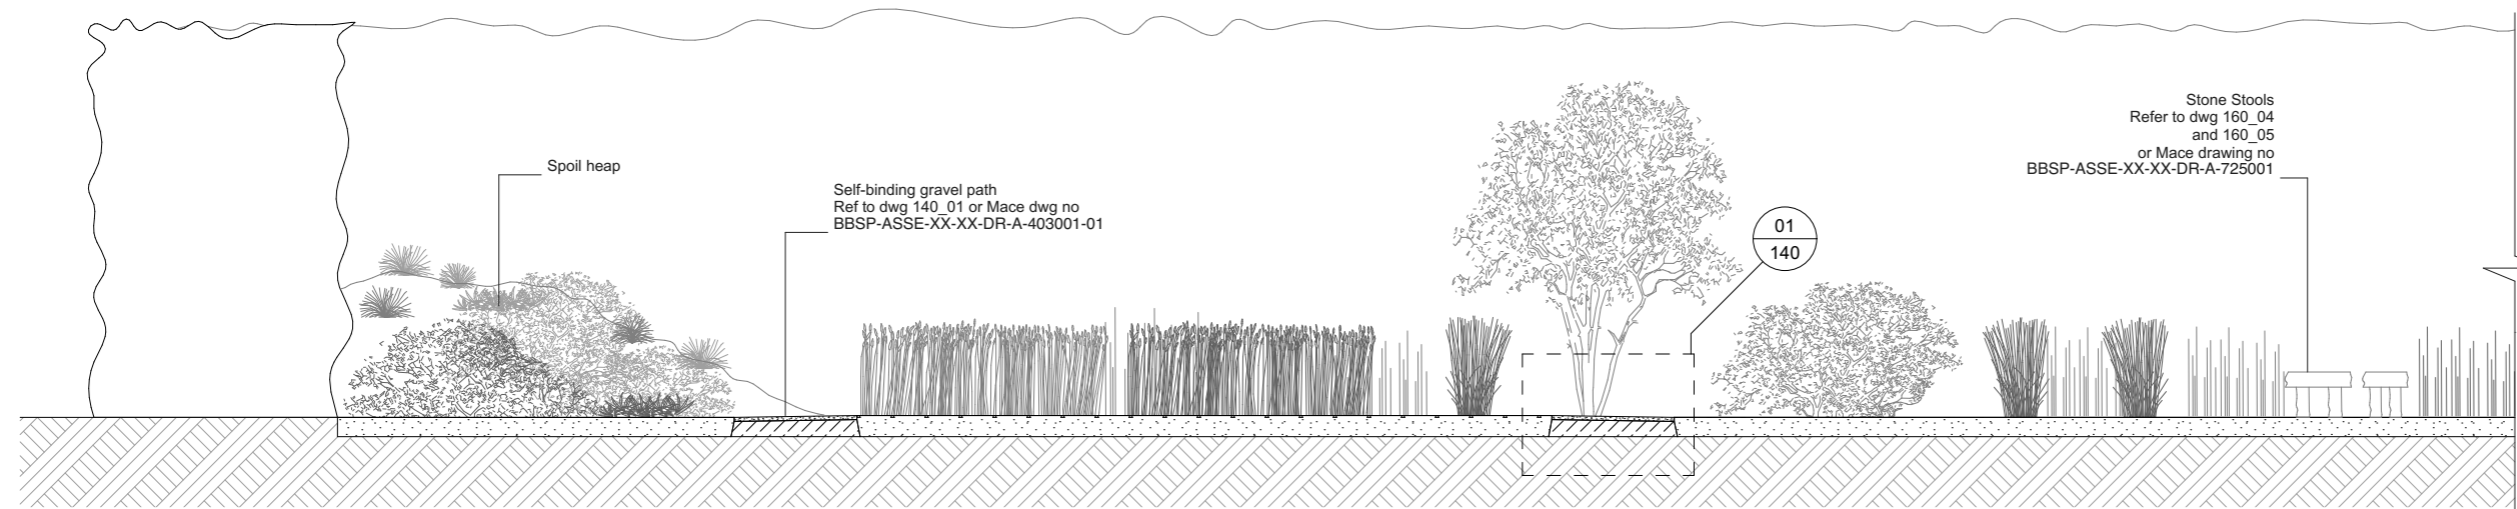 Spoil heap
Self-binding gravel path
Ref to dwg 140_01 or Mace dwg no
BBSP-ASSE-XX-XX-DR-A-403001-01
01
140
Stone Stools
Refer to dwg 160_04
and 160_05
or Mace drawing no
BBSP-ASSE-XX-XX-DR-A-725001